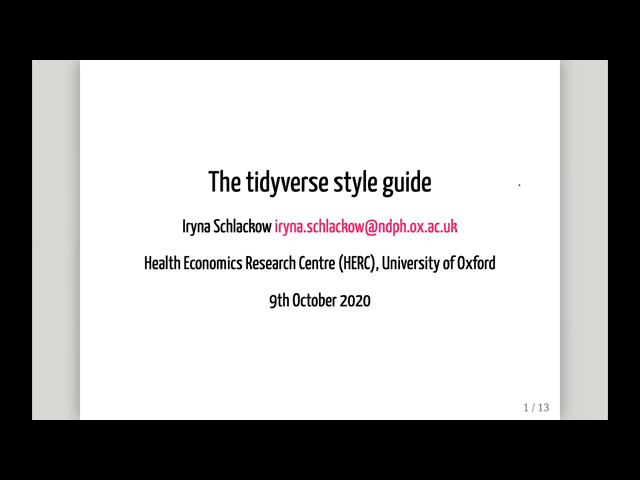 The tidyverse style guide
Iryna Schlackow iryna.schlackow@ndph.ox.ac.uk
Health Economics Research Centre (HERC), University of Oxford
9th October 2020
1 / 13